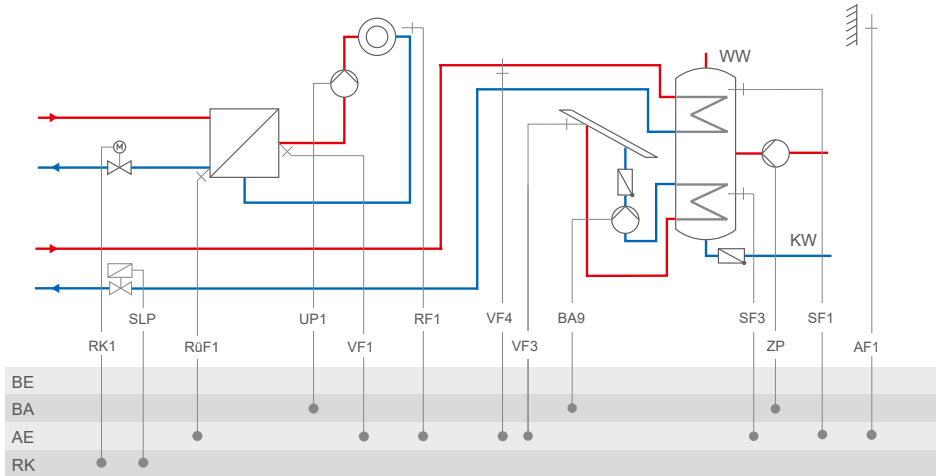 M
WW
KW
SLP UP1 RF1 VF4 BA9 SF3 SF1
RK1 RüF1 VF1 VF3 ZP AF1
BE
BA
AE
RK